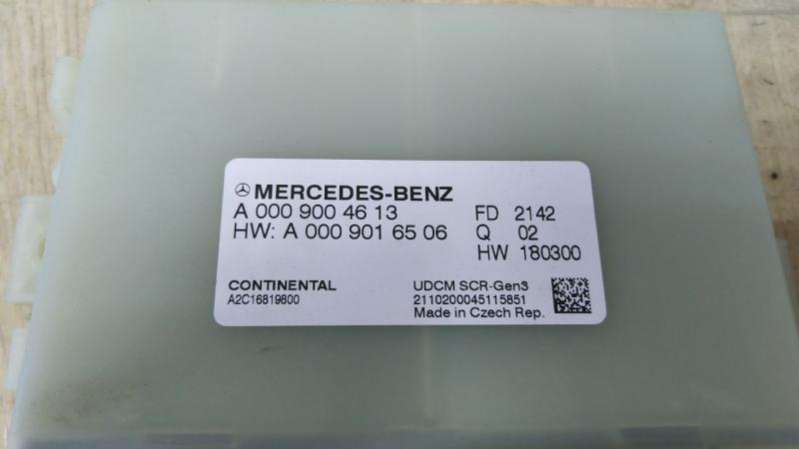 MERCEDES-BENZ
A 000 900 46 13 FD 2142
HW: A 000 901 65 06 Q 02
HW 180300
CONTINENTAL UDCM SCR-Gen3
A2C16819800 2110200045115851
Made in Czech Rep.